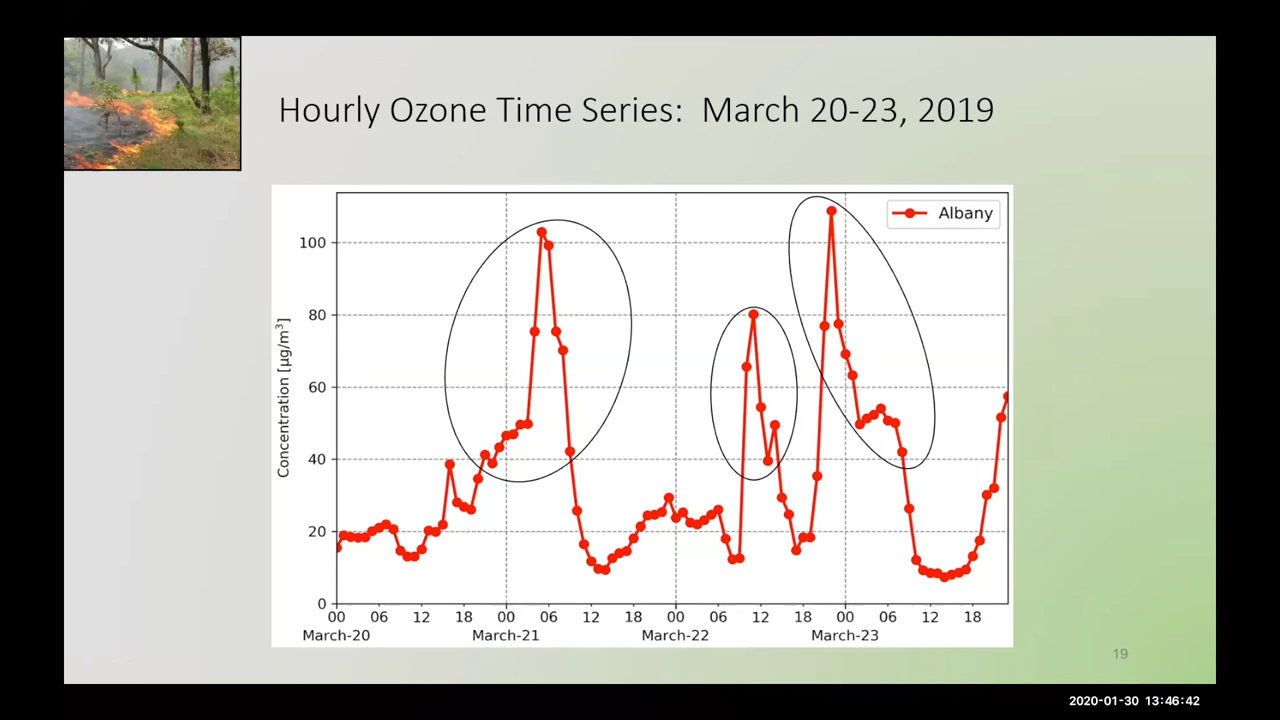 Hourly Ozone Time Series: March 20-23, 2019
Albany
Concentration [µg/m³]
100
80
60
40
20
0
00 06 12 18 00 06 12 18 00 06 12 18 00 06 12 18
March-20 March-21 March-22 March-23
19
2020-01-30 13:46:42